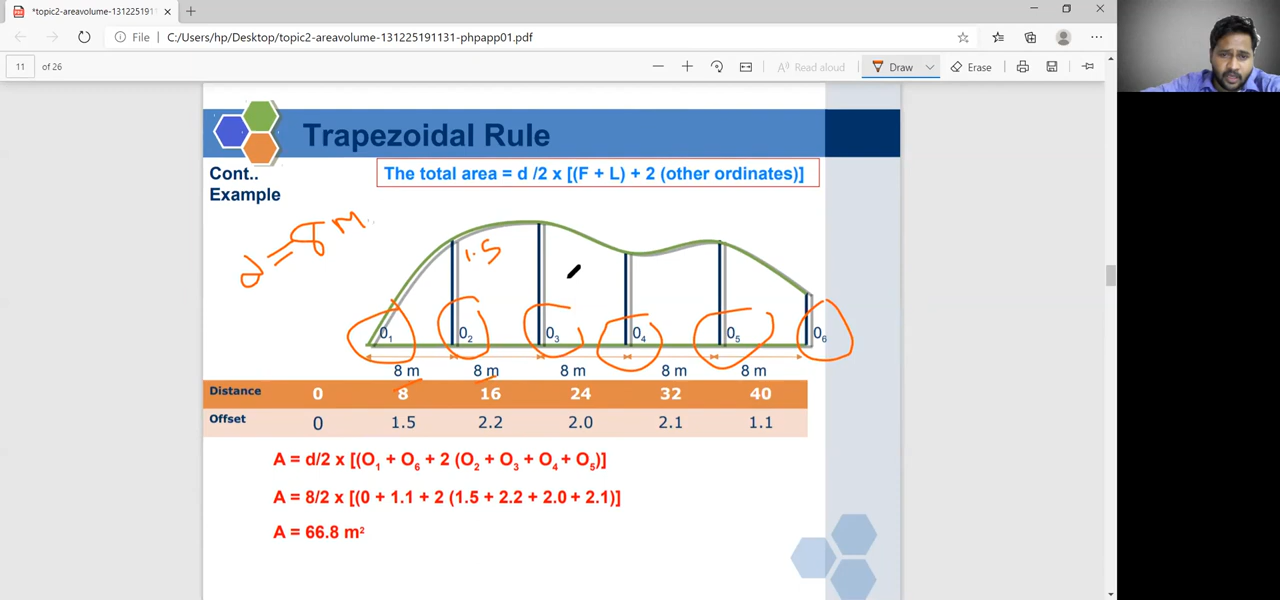 *topic2-areavolume-131225191131
File
C:/Users/hp/Desktop/topic2-areavolume-131225191131-phpapp01.pdf
11 of 26
Read aloud
Draw
Erase
Trapezoidal Rule
Cont..
Example
The total area = d /2 x [(F + L) + 2 (other ordinates)]
d = 8 m
1.5
O₁ O₂ O₃ O₄ O₅ O₆
8 m 8 m 8 m 8 m 8 m
Distance 0 8 16 24 32 40
Offset 0 1.5 2.2 2.0 2.1 1.1
A = d/2 x [(O₁ + O₆ + 2 (O₂ + O₃ + O₄ + O₅)]
A = 8/2 x [(0 + 1.1 + 2 (1.5 + 2.2 + 2.0 + 2.1)]
A = 66.8 m²